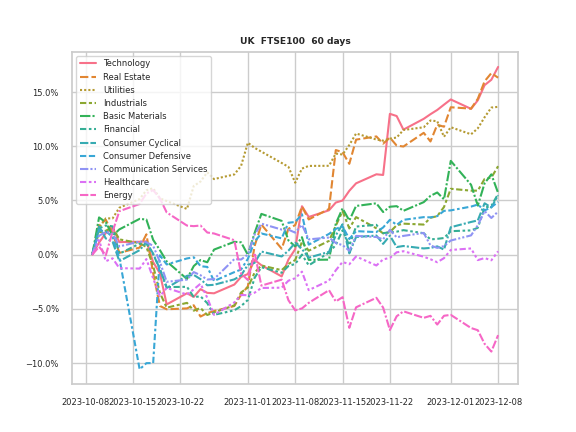 UK  FTSE100  60 days
Technology
Real Estate
Utilities
Industrials
Basic Materials
Financial
Consumer Cyclical
Consumer Defensive
Communication Services
Healthcare
Energy
15.0%
10.0%
5.0%
0.0%
−5.0%
−10.0%
2023-10-08 2023-10-15 2023-10-22 2023-11-01 2023-11-08 2023-11-15 2023-11-22 2023-12-01 2023-12-08